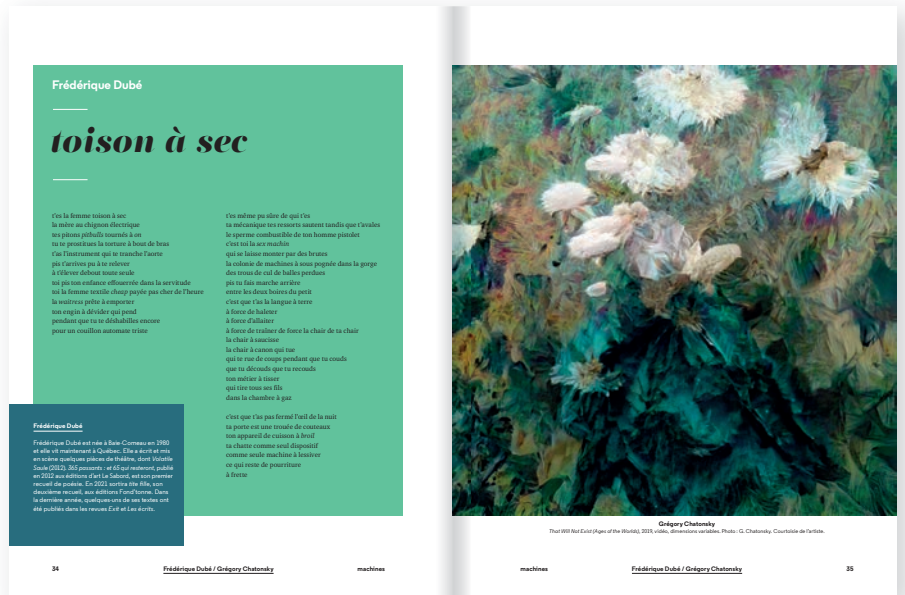 Frédérique Dubé
toison à sec
t'es la femme toison à sec
la mère au chignon électrique
tes pitons pitbulls tournés à on
tu te prostitues la torture à bout de bras
t'as l'instrument qui te tranche l'aorte
pis t'arrives pu à te relever
à t'élever debout toute seule
toi pis ton enfance effouerrée dans la servitude
toi la femme textile cheap payée pas cher de l'heure
la waitress prête à emporter
ton engin à dévider qui pend
pendant que tu te déshabilles encore
pour un couillon automate triste
t'es même pu sûre de qui t'es
ta mécanique tes ressorts sautent tandis que t'avales
le sperme combustible de ton homme pistolet
c'est toi la sex machin
qui se laisse monter par des brutes
la colonie de machines à sous pognée dans la gorge
des trous de cul de balles perdues
pis tu fais marche arrière
entre les deux boires du petit
c'est que t'as la langue à terre
à force de haleter
à force d'allaiter
à force de traîner de force la chair de ta chair
la chair à saucisse
la chair à canon qui tue
qui te rue de coups pendant que tu couds
que tu découds que tu recouds
ton métier à tisser
qui tire tous ses fils
dans la chambre à gaz
c'est que t'as pas fermé l'œil de la nuit
ta porte est une trouée de couteaux
ton appareil de cuisson à broil
ta chatte comme seul dispositif
comme seule machine à lessiver
ce qui reste de pourriture
à frette
Frédérique Dubé
Frédérique Dubé est née à Baie-Comeau en 1980
et elle vit maintenant à Québec. Elle a écrit et mis
en scène quelques pièces de théâtre, dont Volatile
Saule (2012). 365 passants : et 65 qui resteront, publié
en 2012 aux éditions d'art Le Sabord, est son premier
recueil de poésie. En 2021 sortira tite fille, son
deuxième recueil, aux éditions Fond'tonne. Dans
la dernière année, quelques-uns de ses textes ont
été publiés dans les revues Exit et Les écrits.
34
Frédérique Dubé / Grégory Chatonsky
machines
Grégory Chatonsky
That Will Not Exist (Ages of the Worlds), 2019, vidéo, dimensions variables. Photo : G. Chatonsky. Courtoisie de l'artiste.
machines
Frédérique Dubé / Grégory Chatonsky
35